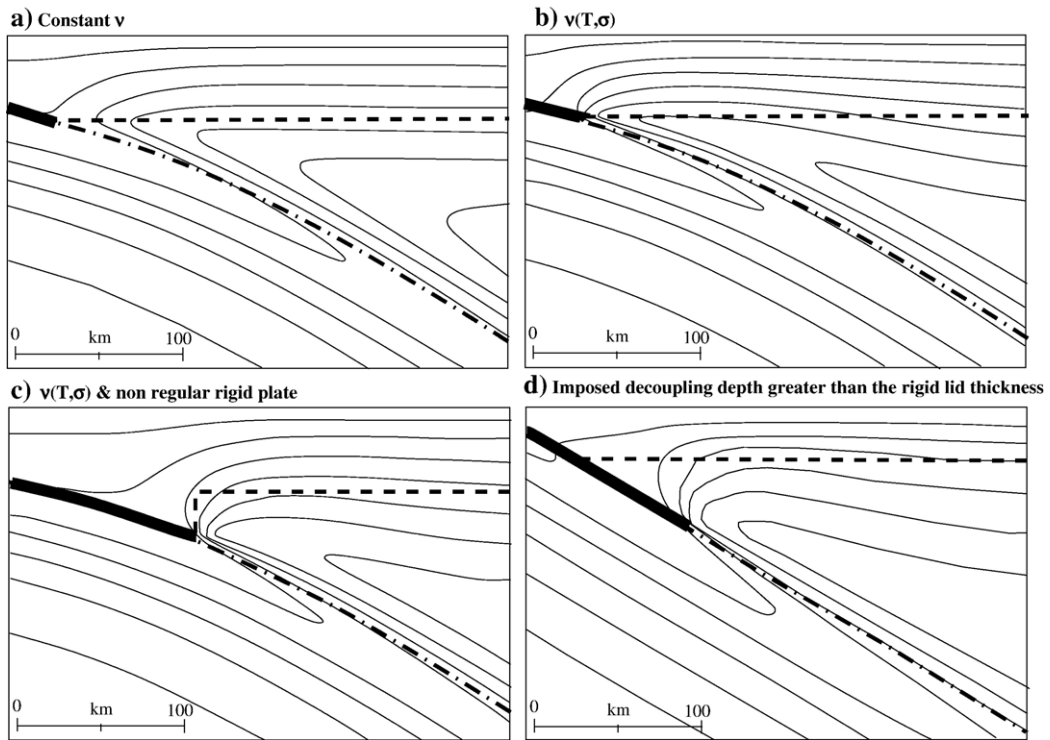 a) Constant ν
b) ν(T,σ)
0 km 100
0 km 100
c) ν(T,σ) & non regular rigid plate
d) Imposed decoupling depth greater than the rigid lid thickness
0 km 100
0 km 100